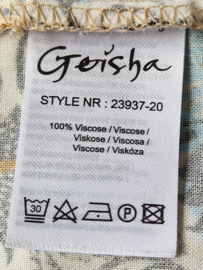 Geisha
STYLE NR : 23937-20
100% Viscose / Viscose /
Viskose / Viscosa /
Viscose / Viskóza
30 P